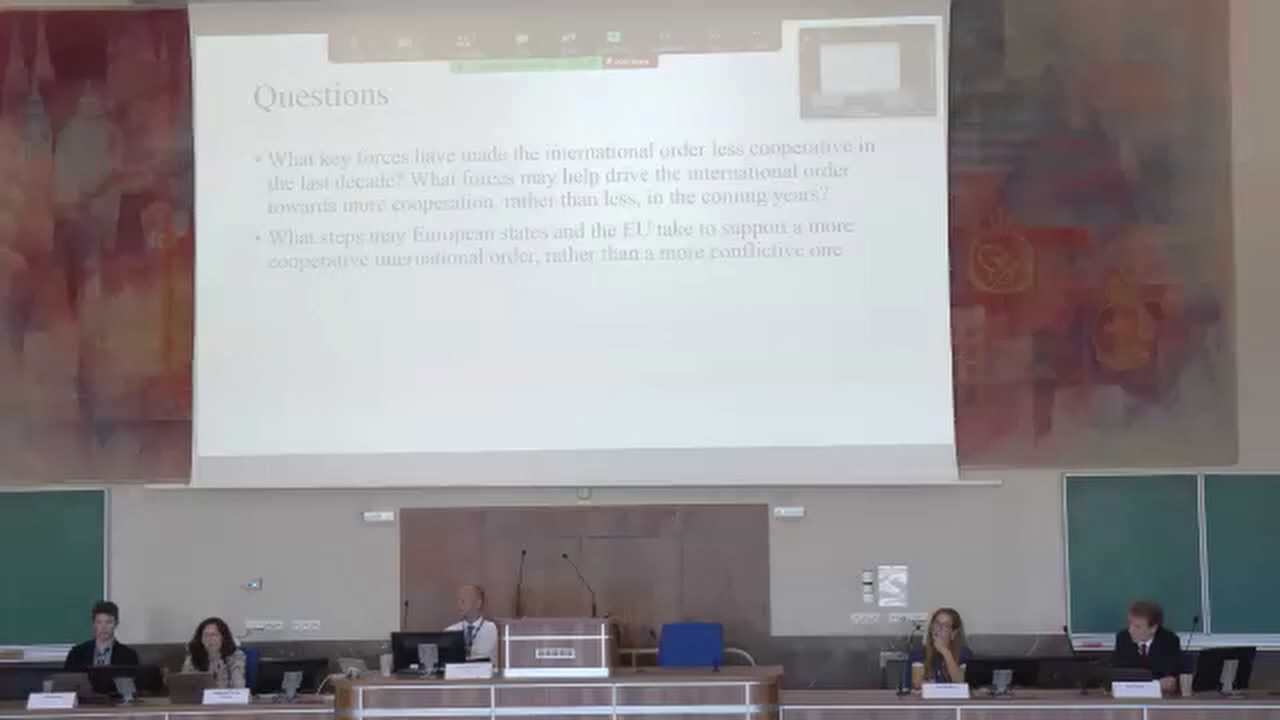 Questions
• What key forces have made the international order less cooperative in
the last decade? What forces may help drive the international order
towards more cooperation, rather than less, in the coming years?
• What steps may European states and the EU take to support a more
cooperative international order, rather than a more conflictive one